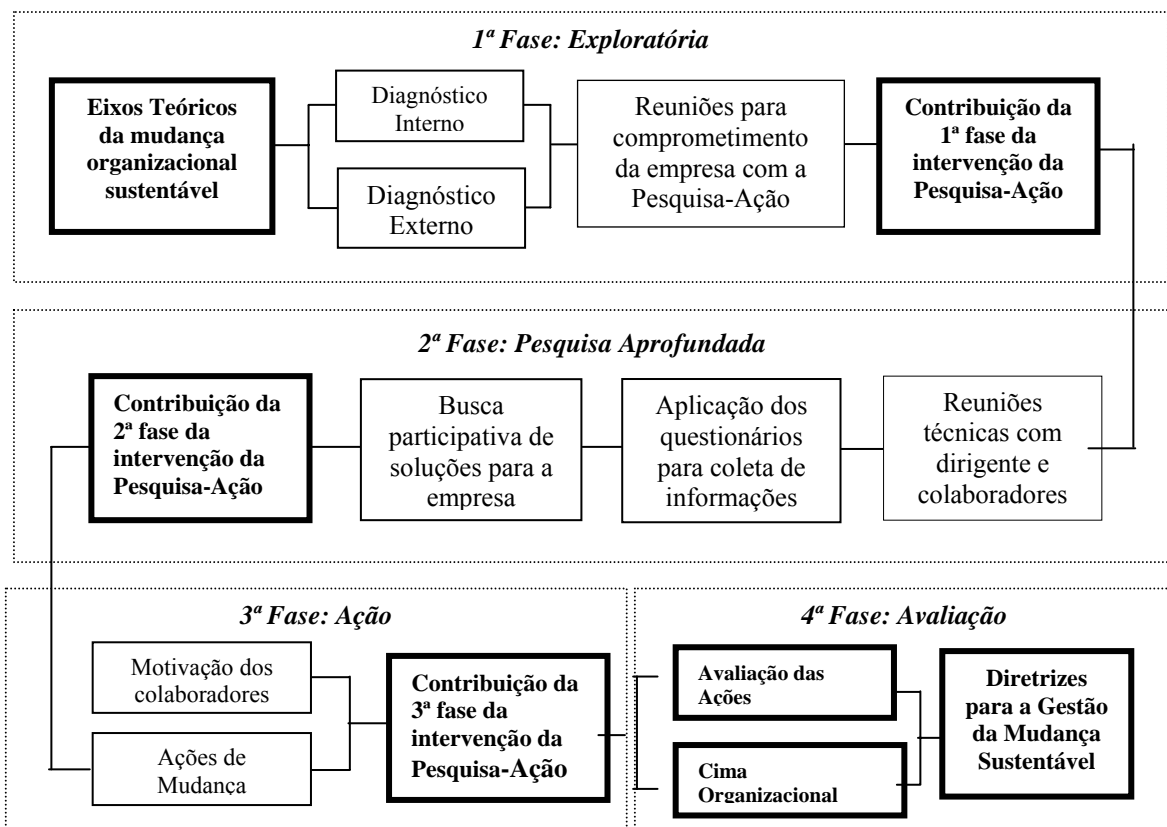 1ª Fase: Exploratória
Eixos Teóricos
da mudança
organizacional
sustentável
Diagnóstico
Interno
Diagnóstico
Externo
Reuniões para
comprometimento
da empresa com a
Pesquisa-Ação
Contribuição da
1ª fase da
intervenção da
Pesquisa-Ação
2ª Fase: Pesquisa Aprofundada
Contribuição da
2ª fase da
intervenção da
Pesquisa-Ação
Busca
participativa de
soluções para a
empresa
Aplicação dos
questionários
para coleta de
informações
Reuniões
técnicas com
dirigente e
colaboradores
3ª Fase: Ação
Motivação dos
colaboradores
Ações de
Mudança
Contribuição da
3ª fase da
intervenção da
Pesquisa-Ação
4ª Fase: Avaliação
Avaliação das
Ações
Cima
Organizacional
Diretrizes
para a Gestão
da Mudança
Sustentável